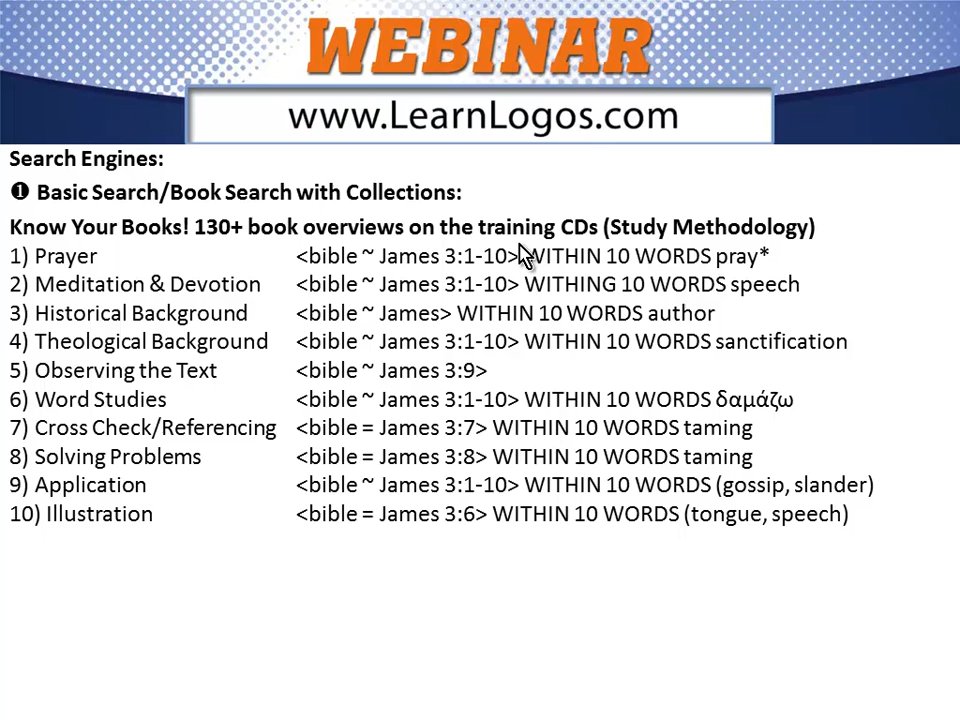 WEBINAR
www.LearnLogos.com
Search Engines:
❶ Basic Search/Book Search with Collections:
Know Your Books! 130+ book overviews on the training CDs (Study Methodology)
1) Prayer <bible ~ James 3:1-10> WITHIN 10 WORDS pray*
2) Meditation & Devotion <bible ~ James 3:1-10> WITHING 10 WORDS speech
3) Historical Background <bible ~ James> WITHIN 10 WORDS author
4) Theological Background <bible ~ James 3:1-10> WITHIN 10 WORDS sanctification
5) Observing the Text <bible ~ James 3:9>
6) Word Studies <bible ~ James 3:1-10> WITHIN 10 WORDS δαμάζω
7) Cross Check/Referencing <bible = James 3:7> WITHIN 10 WORDS taming
8) Solving Problems <bible = James 3:8> WITHIN 10 WORDS taming
9) Application <bible ~ James 3:1-10> WITHIN 10 WORDS (gossip, slander)
10) Illustration <bible = James 3:6> WITHIN 10 WORDS (tongue, speech)